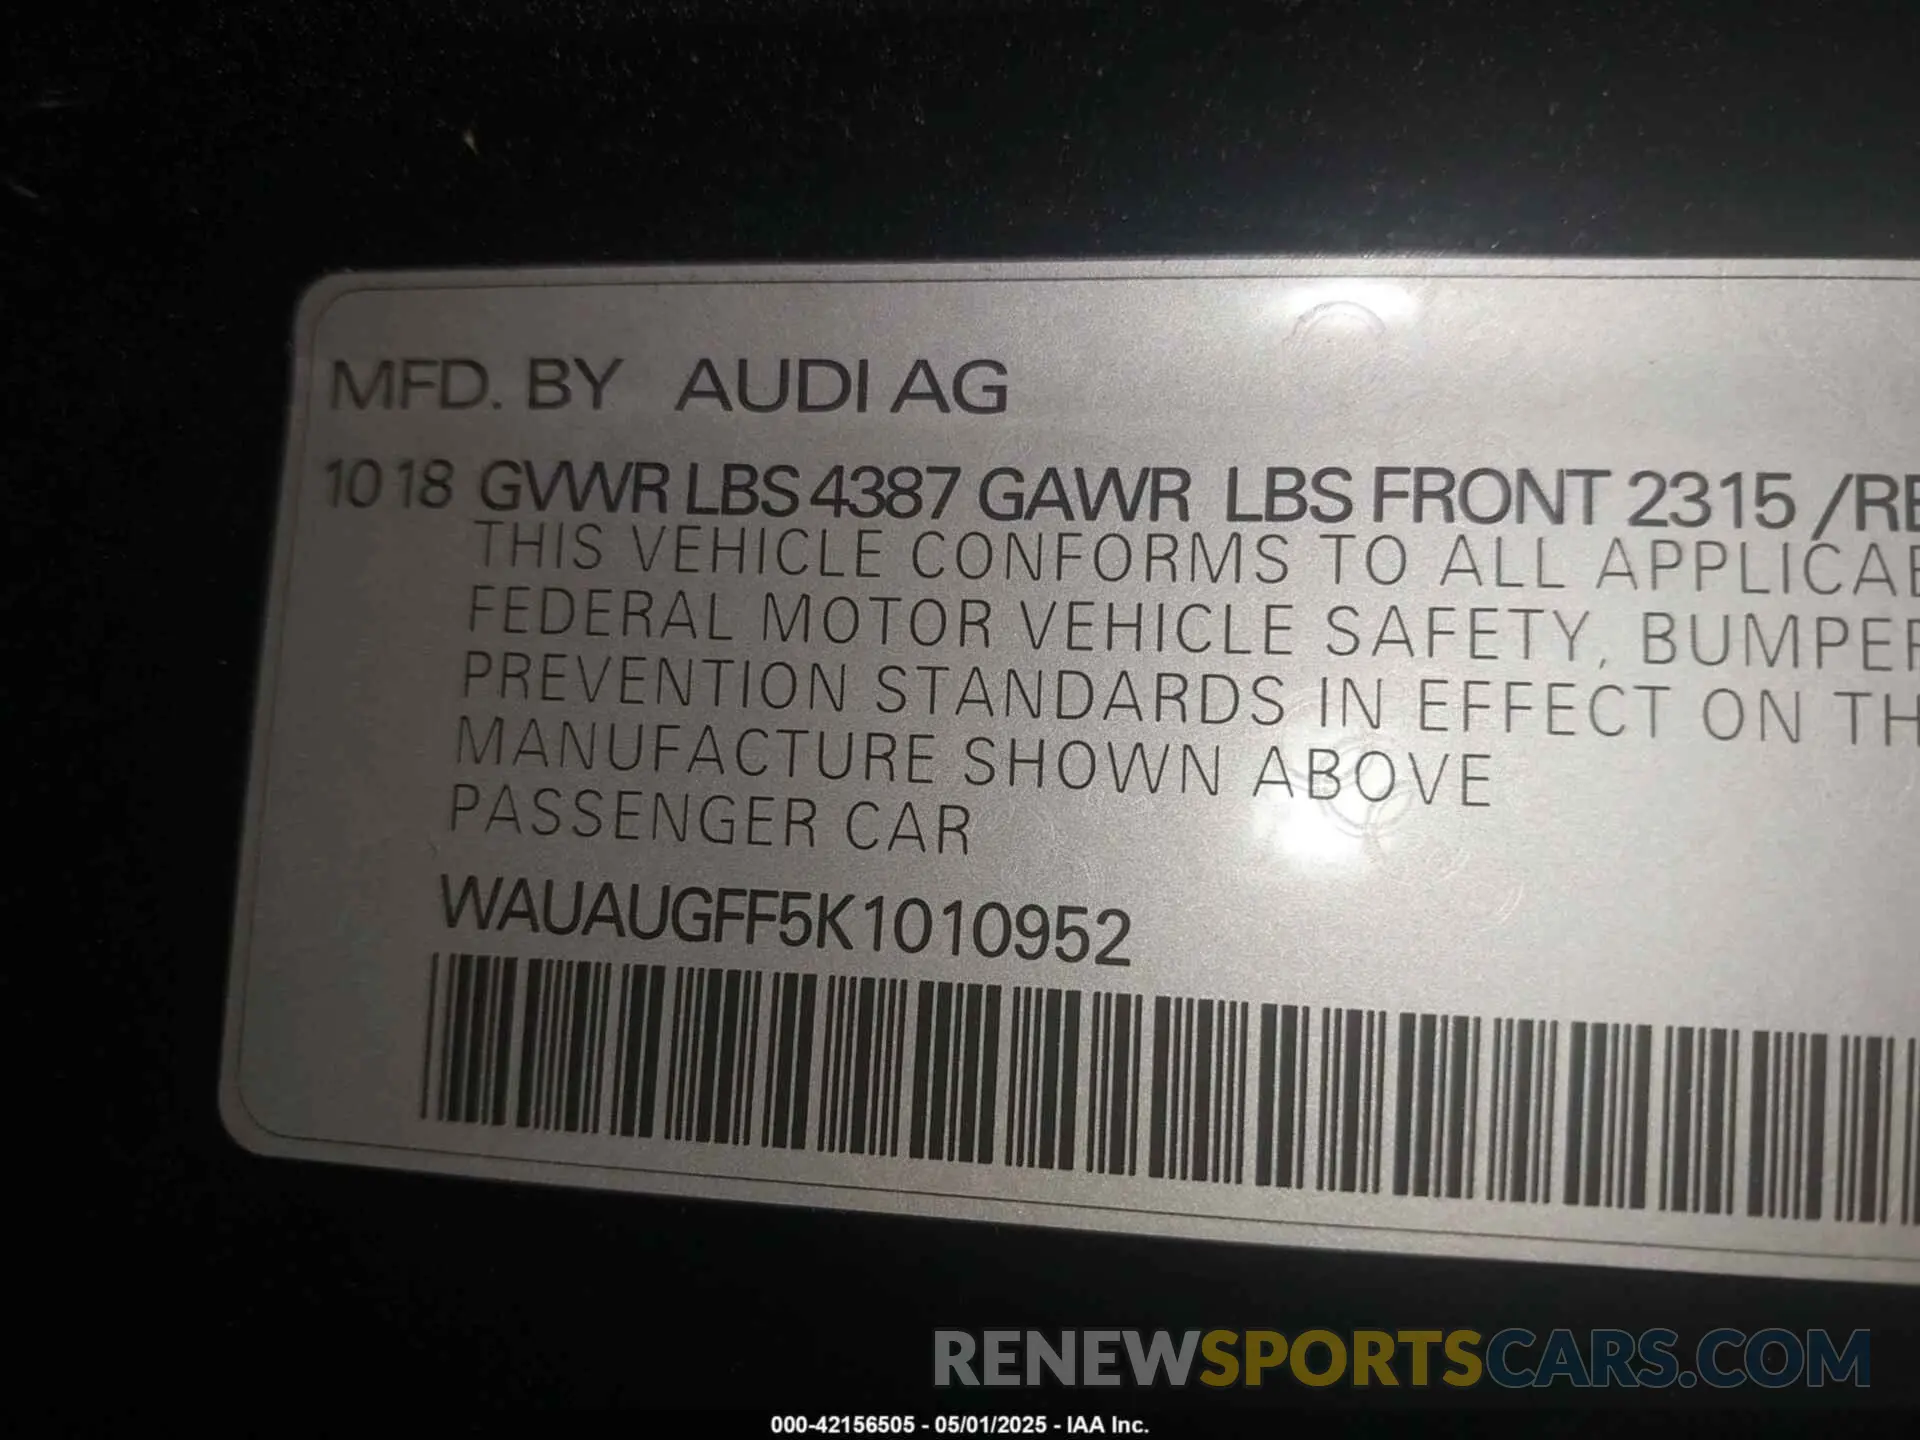 MFD. BY AUDI AG
10 18 GVWR LBS 4387 GAWR LBS FRONT 2315 /RE
THIS VEHICLE CONFORMS TO ALL APPLICAB
FEDERAL MOTOR VEHICLE SAFETY, BUMPER
PREVENTION STANDARDS IN EFFECT ON TH
MANUFACTURE SHOWN ABOVE
PASSENGER CAR
WAUAUGFF5K1010952
RENEWSPORTSCARS.COM
000-42156505 - 05/01/2025 - IAA Inc.